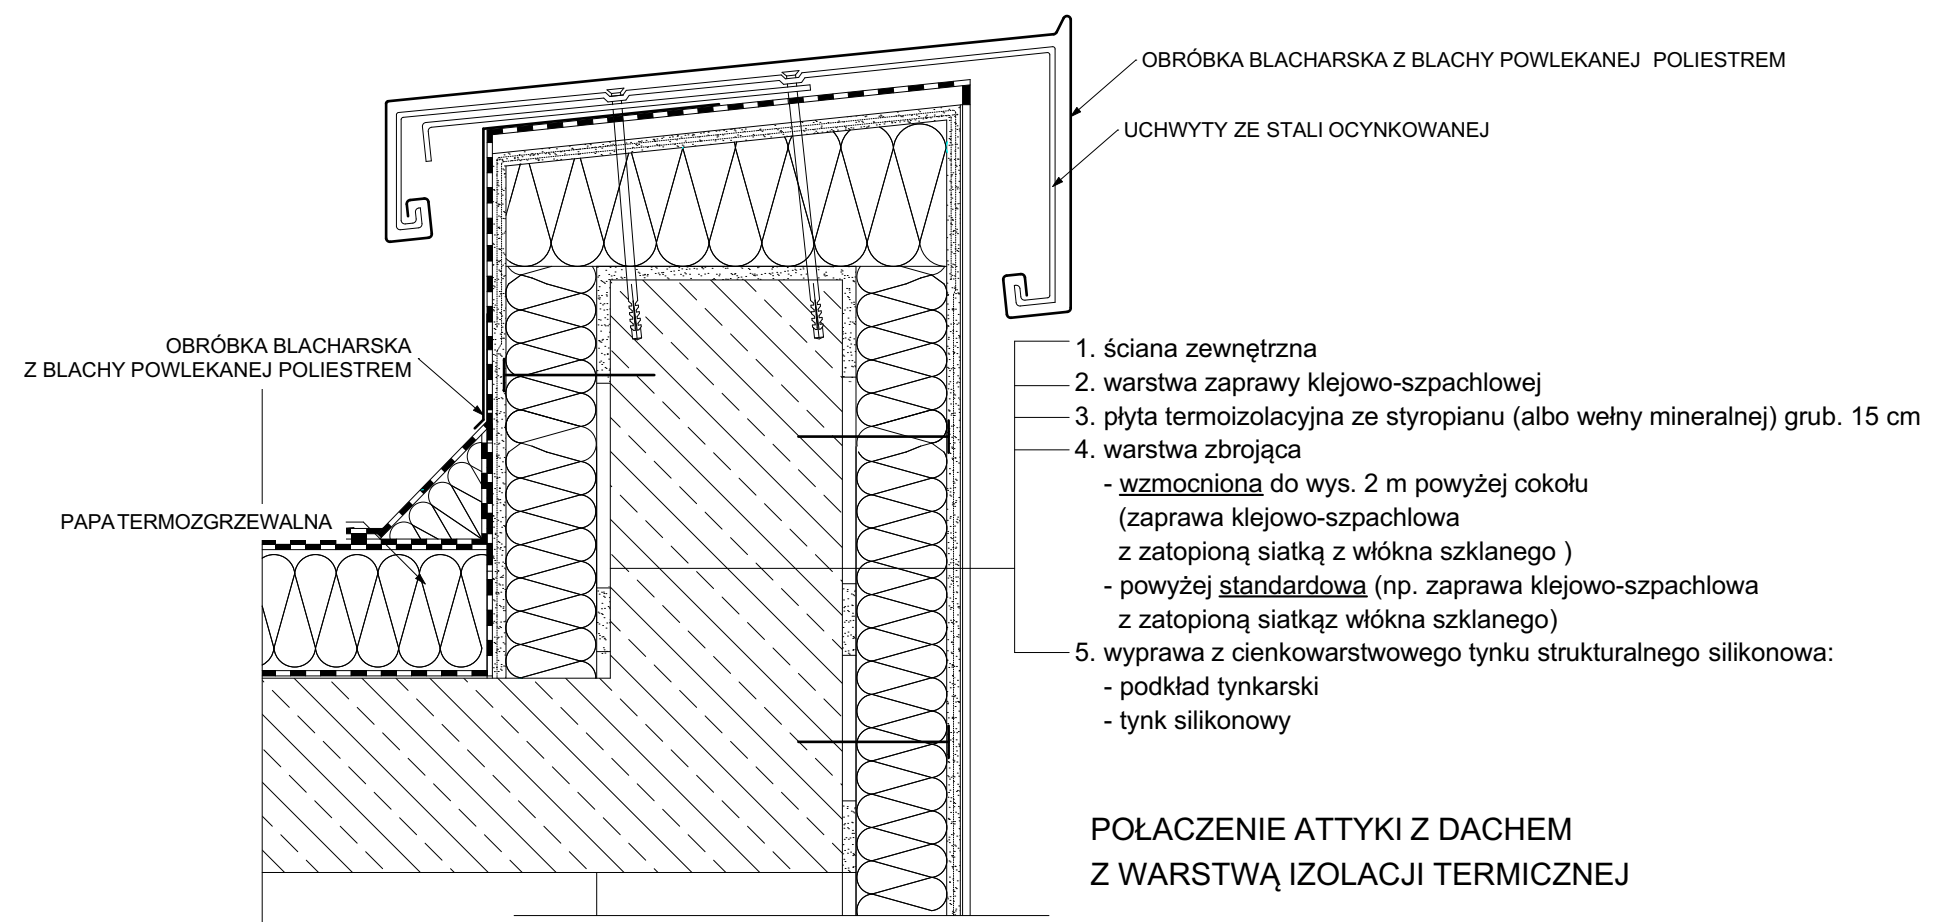 OBRÓBKA BLACHARSKA Z BLACHY POWLEKANEJ POLIESTREM
UCHWYTY ZE STALI OCYNKOWANEJ
OBRÓBKA BLACHARSKA
Z BLACHY POWLEKANEJ POLIESTREM
PAPA TERMOZGRZEWALNA
1. ściana zewnętrzna
2. warstwa zaprawy klejowo-szpachlowej
3. płyta termoizolacyjna ze styropianu (albo wełny mineralnej) grub. 15 cm
4. warstwa zbrojąca
- wzmocniona do wys. 2 m powyżej cokołu
(zaprawa klejowo-szpachlowa
z zatopioną siatką z włókna szklanego )
- powyżej standardowa (np. zaprawa klejowo-szpachlowa
z zatopioną siatkąz włókna szklanego)
5. wyprawa z cienkowarstwowego tynku strukturalnego silikonowa:
- podkład tynkarski
- tynk silikonowy
POŁACZENIE ATTYKI Z DACHEM
Z WARSTWĄ IZOLACJI TERMICZNEJ